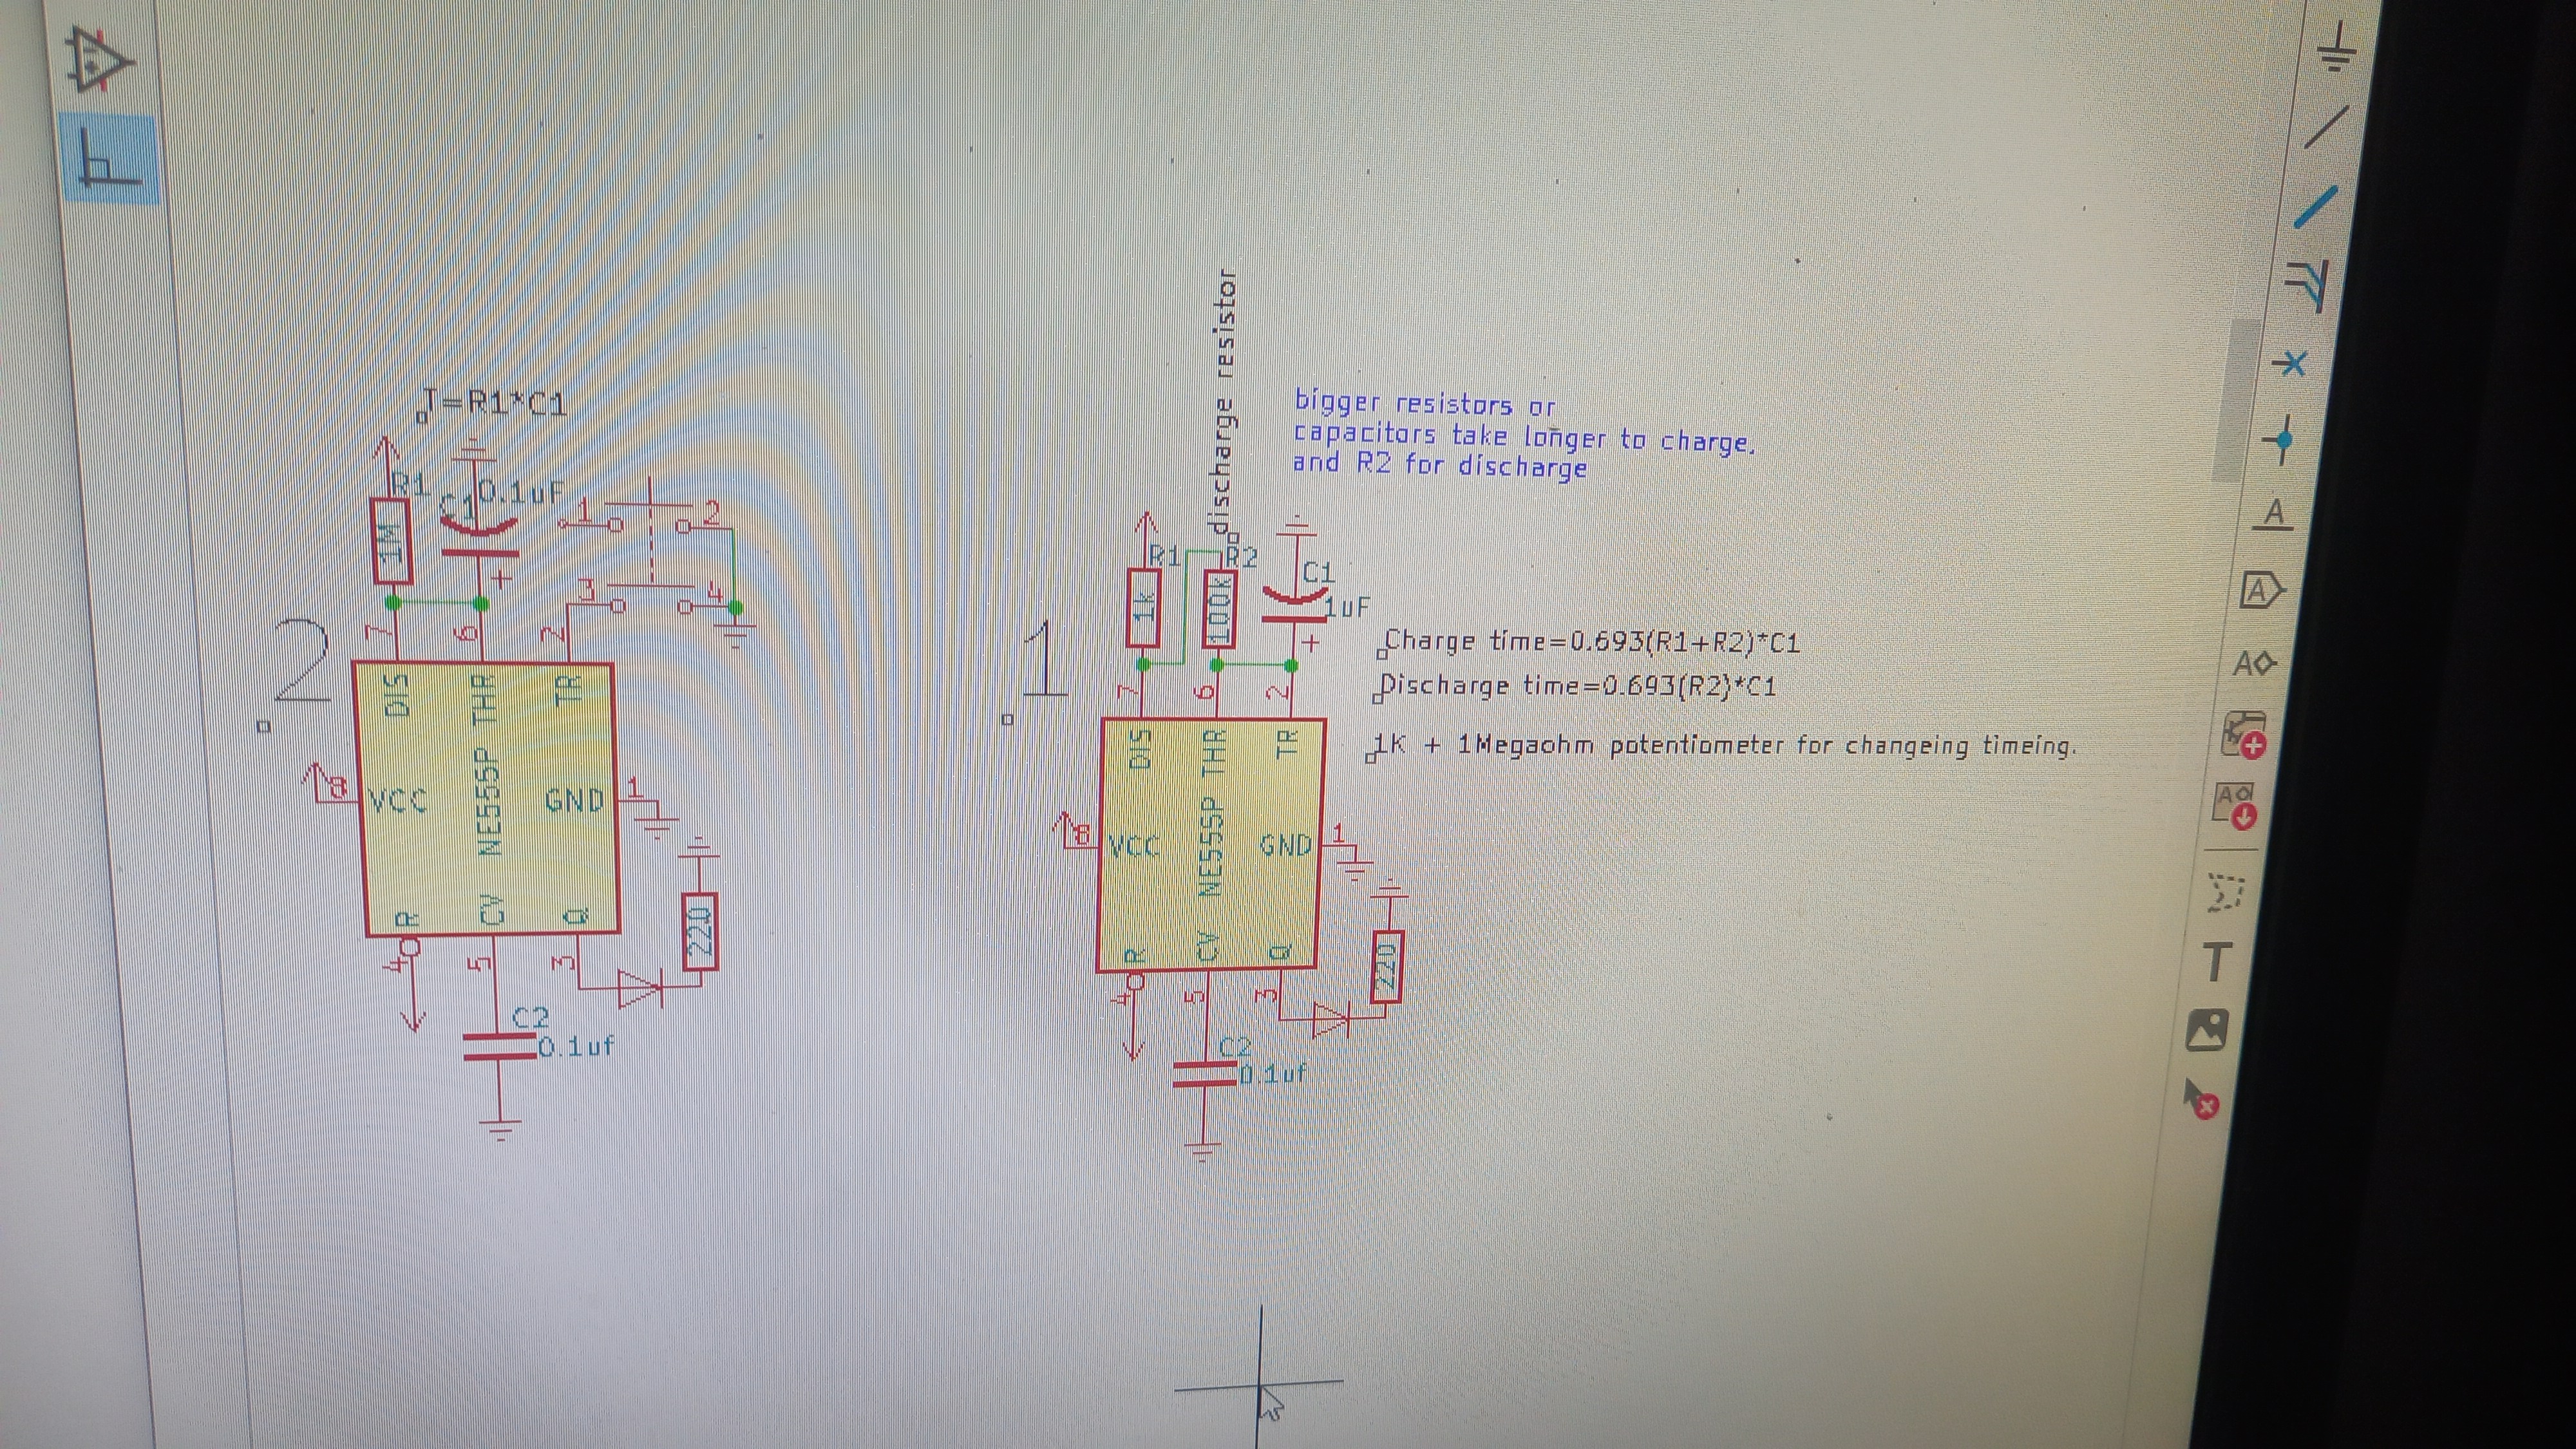 T=R1*C1
R1
1M
C1
0.1uF
1
2
3
4
2
7
6
2
DIS
THR
TR
8
VCC
NE555P
GND
1
R
CV
Q
4
5
3
220
C2
0.1uf
discharge resistor
bigger resistors or
capacitors take longer to charge,
and R2 for discharge
R1
1k
R2
100k
C1
1uF
1
Charge time=0.693(R1+R2)*C1
Discharge time=0.693(R2)*C1
1K + 1Megaohm potentiometer for changeing timeing.
7
6
2
DIS
THR
TR
8
VCC
NE555P
GND
1
R
CV
Q
4
5
3
220
C2
0.1uf
A
A
A
A
T